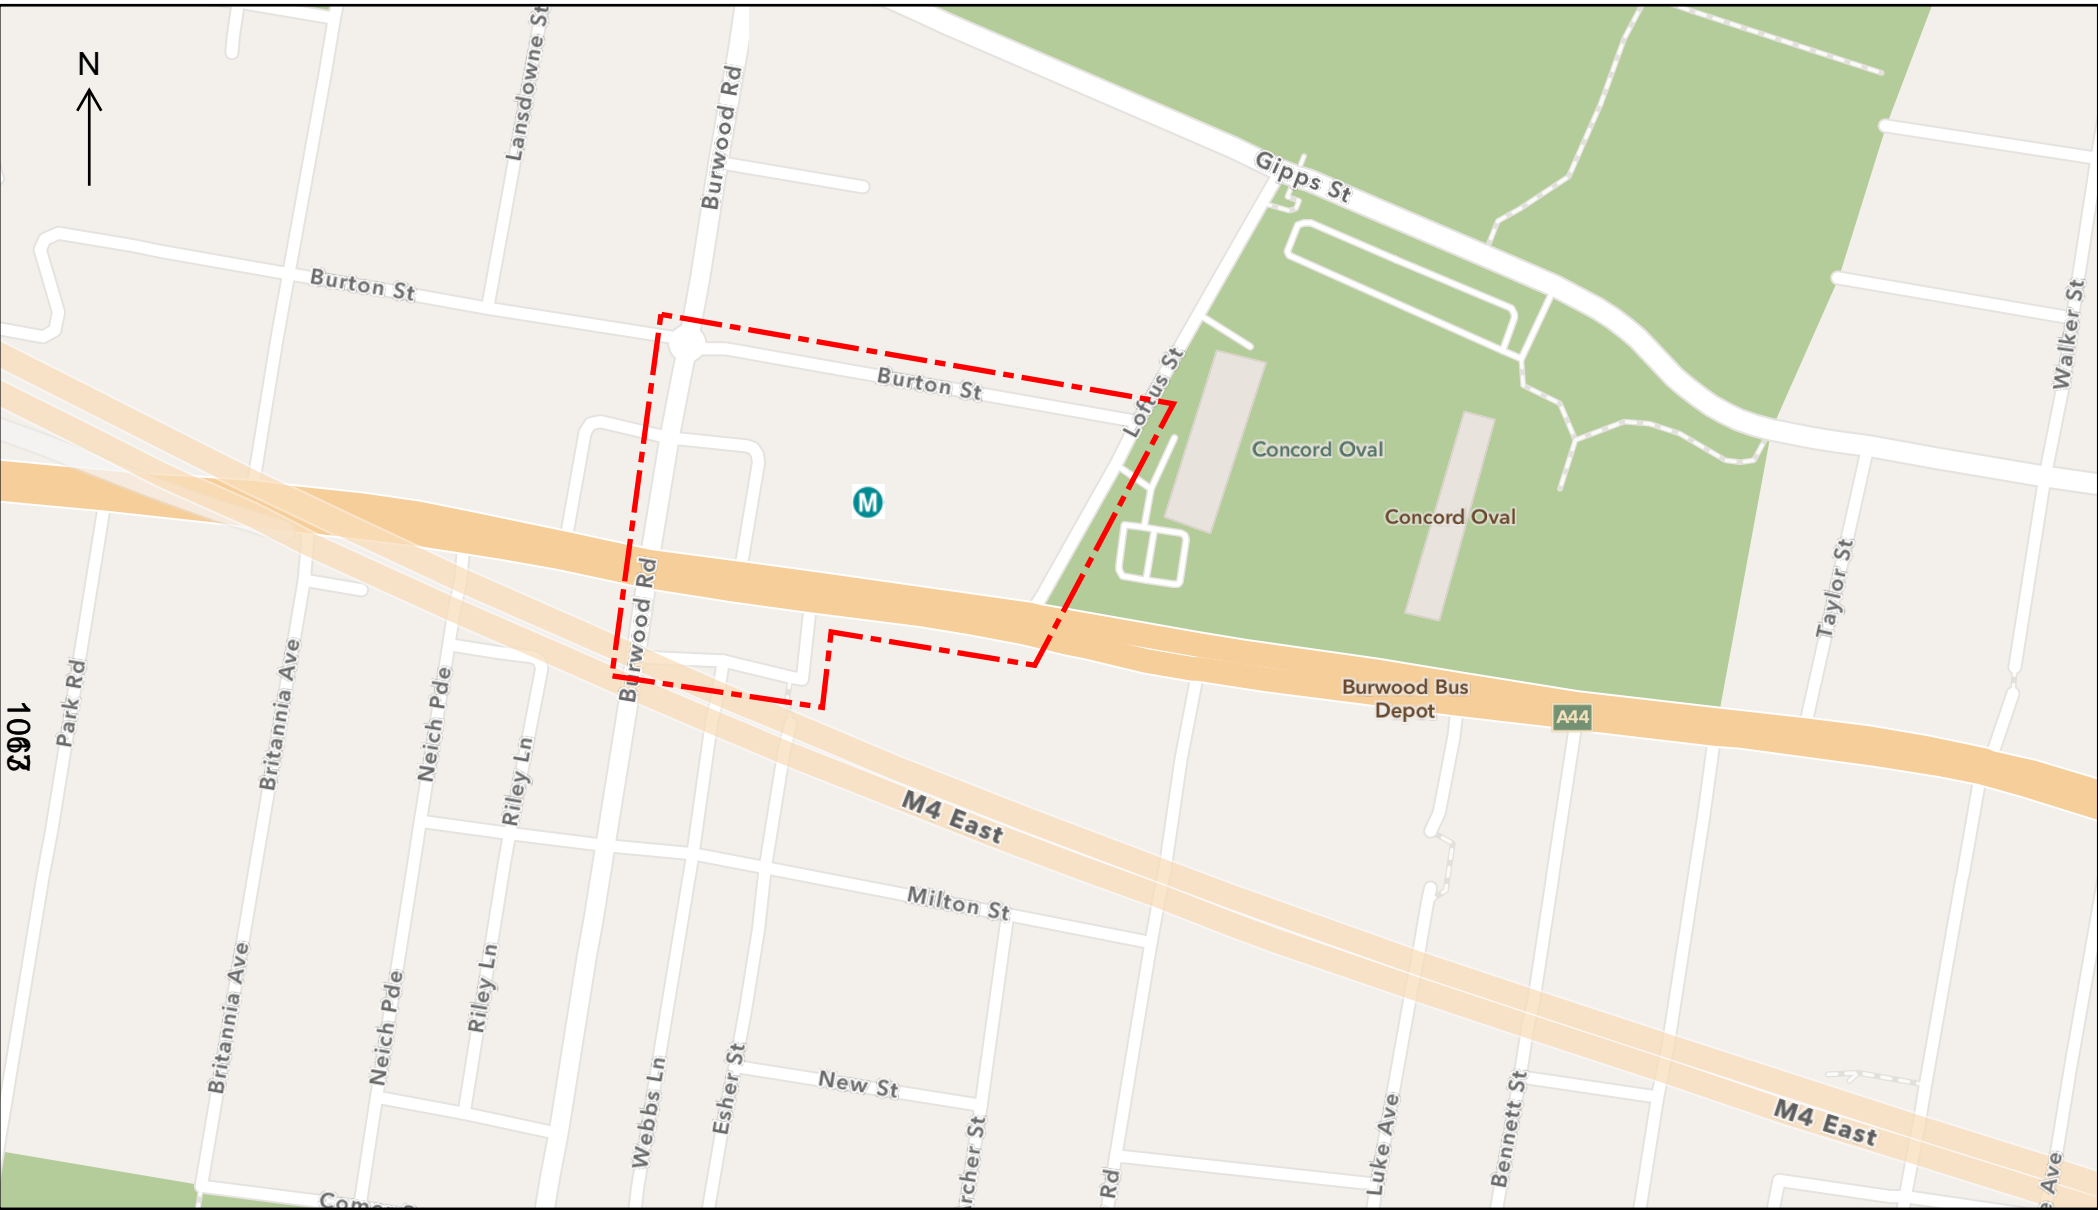 N
Lansdowne St
Burwood Rd
Gipps St
Burton St
Walker St
Loftus St
Burton St
Concord Oval
M
Concord Oval
Taylor St
Burwood Rd
Park Rd
Britannia Ave
Neich Pde
Riley Ln
Burwood Bus
Depot
A44
M4 East
Milton St
Britannia Ave
Neich Pde
Riley Ln
Webbs Ln
Esher St
New St
Rd
Luke Ave
Bennett St
M4 East
Ave